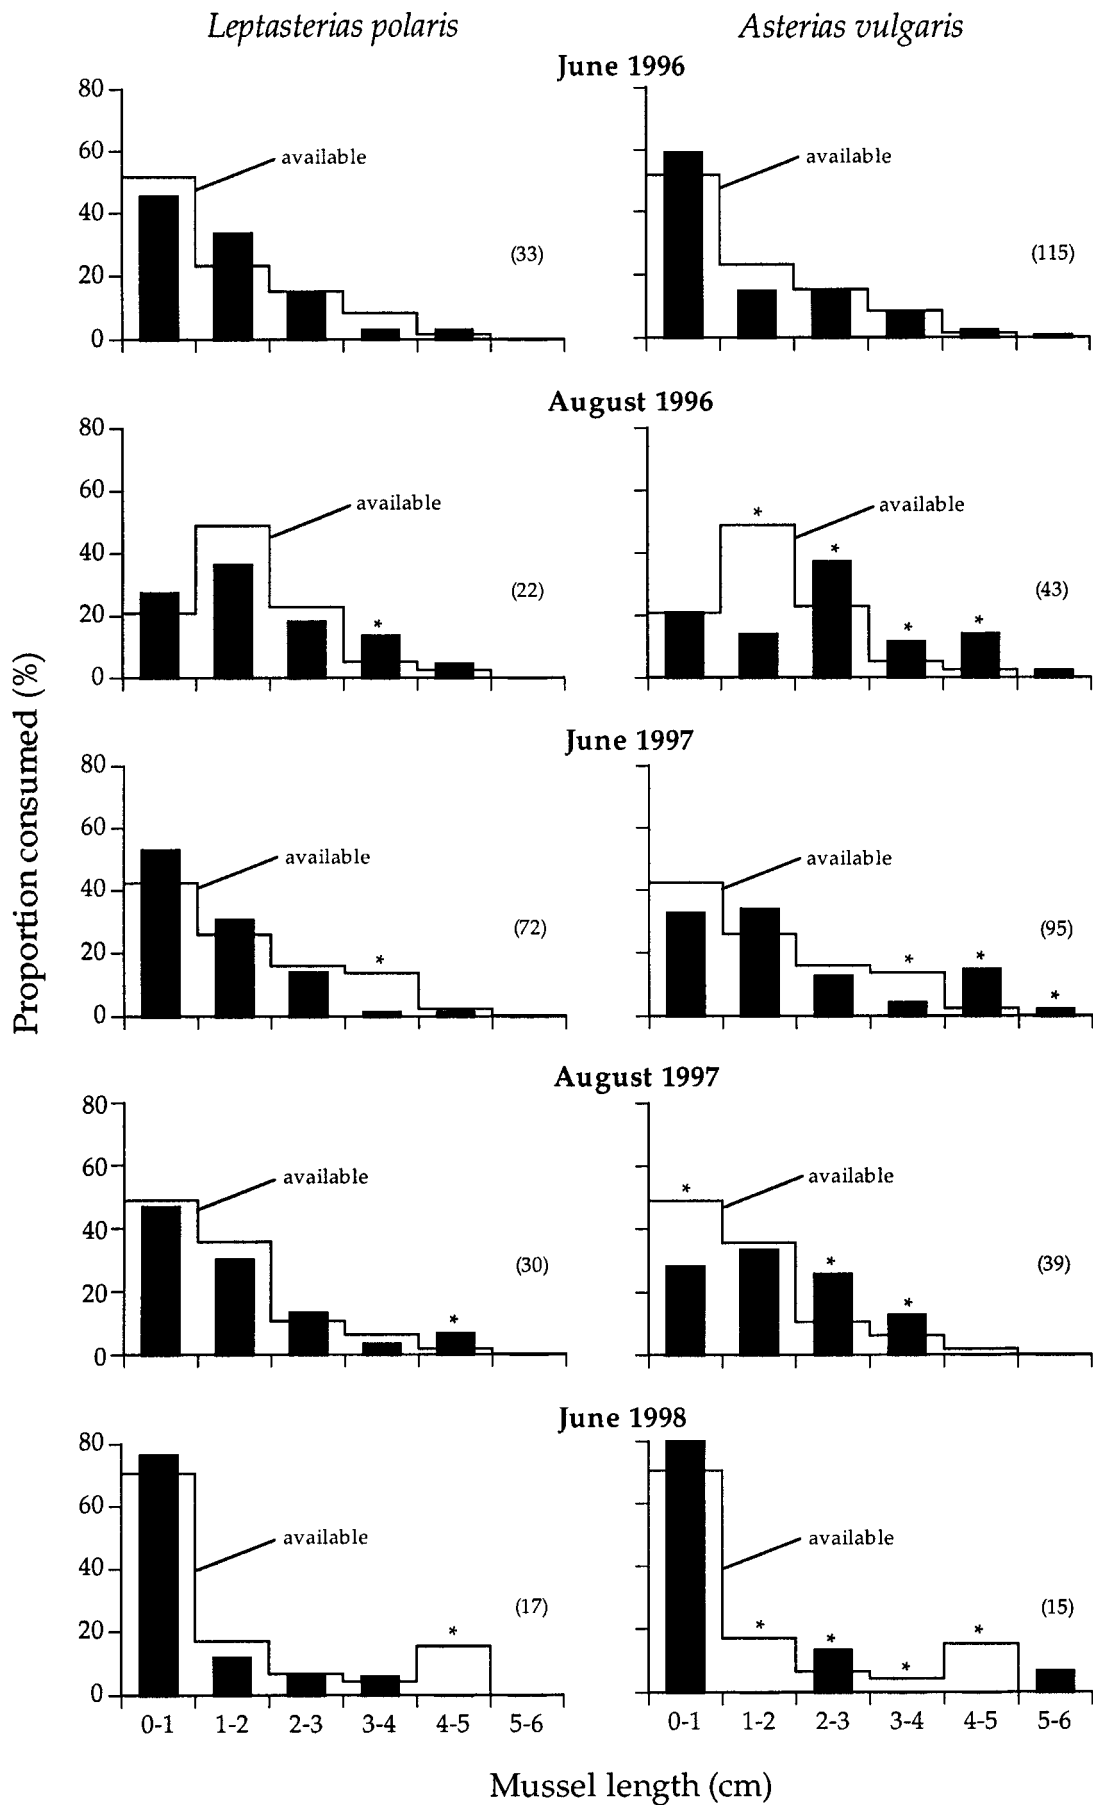 Leptasterias polaris Asterias vulgaris
June 1996
80
60
40
20
0
available
(33)
available
(115)
August 1996
80
60
40
20
0
available
*
(22)
available
* * * *
(43)
June 1997
80
60
40
20
0
available
*
(72)
available
* * *
(95)
August 1997
80
60
40
20
0
available
*
(30)
available
* * *
(39)
June 1998
80
60
40
20
0
available
*
(17)
available
* * * *
(15)
0-1 1-2 2-3 3-4 4-5 5-6 0-1 1-2 2-3 3-4 4-5 5-6
Mussel length (cm)
Proportion consumed (%)